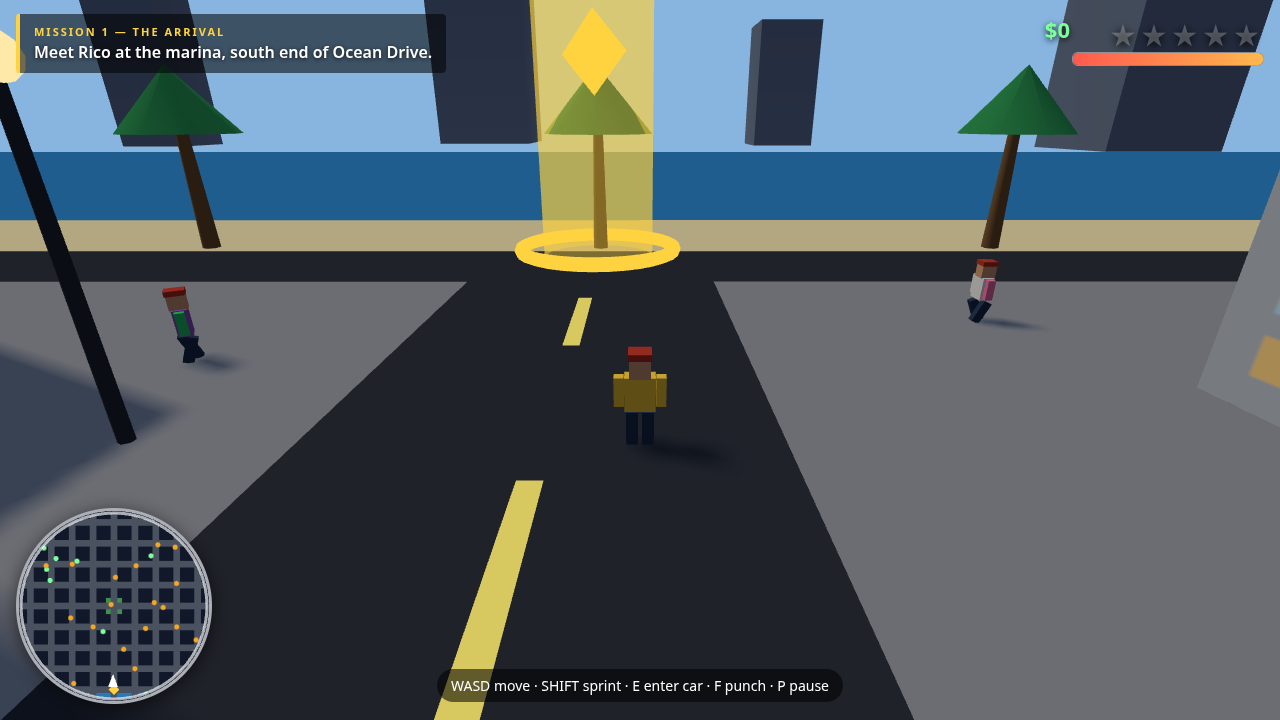 MISSION 1 — THE ARRIVAL
Meet Rico at the marina, south end of Ocean Drive.
$0
WASD move · SHIFT sprint · E enter car · F punch · P pause